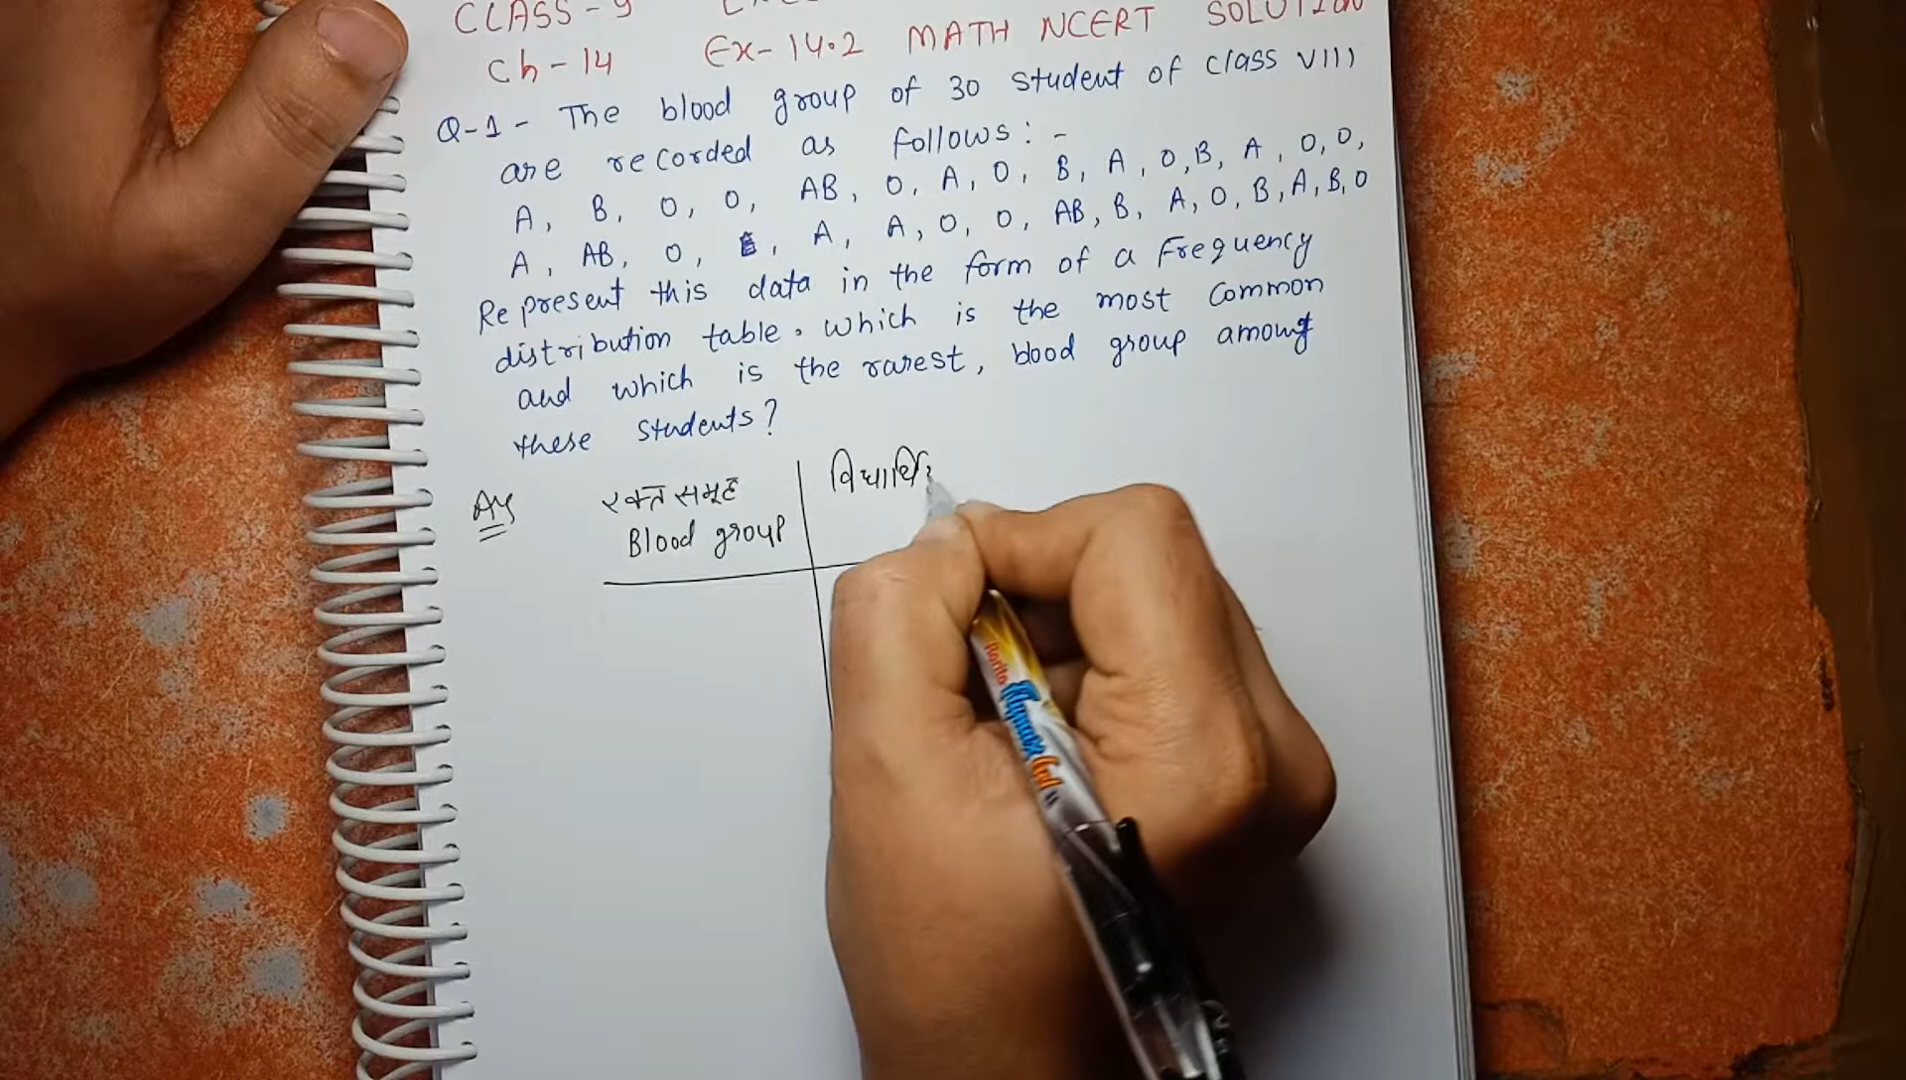 CLASS-9
Ch-14 Ex-14.2 MATH NCERT SOLUTION
Q-1- The blood group of 30 student of class VIII
are recorded as follows:-
A, B, O, O, AB, O, A, O, B, A, O, B, A, O, O,
A, AB, O, , A, A, O, O, AB, B, A, O, B, A, B, O
Represent this data in the form of a Frequency
distribution table. Which is the most common
and which is the rarest, blood group among
these students?
रक्त समूह
Blood group